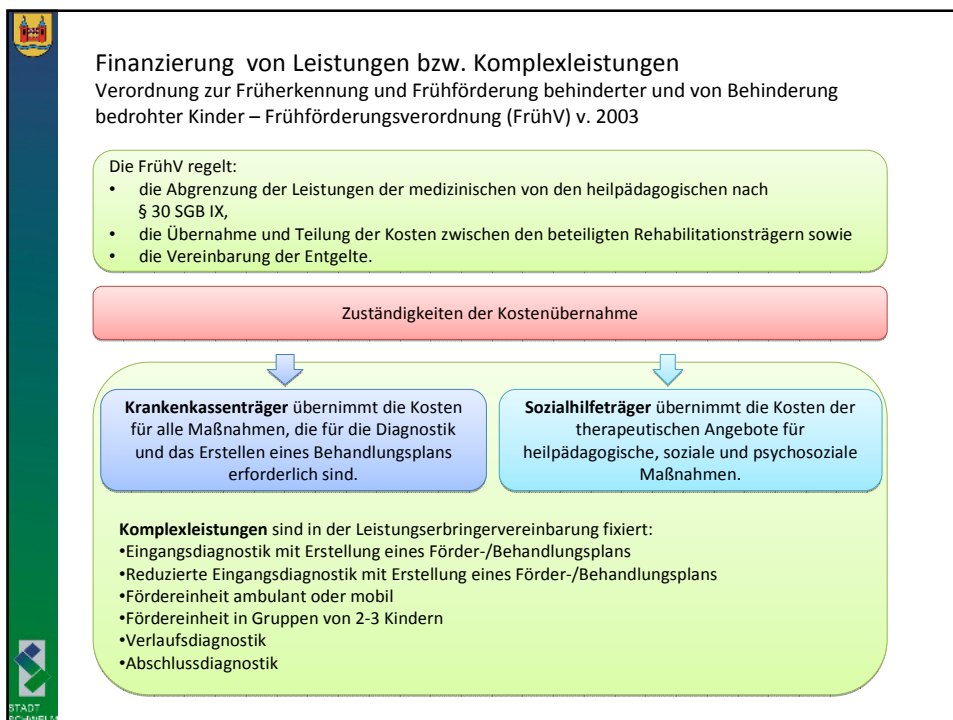 Finanzierung von Leistungen bzw. Komplexleistungen
Verordnung zur Früherkennung und Frühförderung behinderter und von Behinderung
bedrohter Kinder – Frühförderungsverordnung (FrühV) v. 2003
Die FrühV regelt:
• die Abgrenzung der Leistungen der medizinischen von den heilpädagogischen nach
§ 30 SGB IX,
• die Übernahme und Teilung der Kosten zwischen den beteiligten Rehabilitationsträgern sowie
• die Vereinbarung der Entgelte.
Zuständigkeiten der Kostenübernahme
Krankenkassenträger übernimmt die Kosten
für alle Maßnahmen, die für die Diagnostik
und das Erstellen eines Behandlungsplans
erforderlich sind.
Sozialhilfeträger übernimmt die Kosten der
therapeutischen Angebote für
heilpädagogische, soziale und psychosoziale
Maßnahmen.
Komplexleistungen sind in der Leistungserbringervereinbarung fixiert:
•Eingangsdiagnostik mit Erstellung eines Förder-/Behandlungsplans
•Reduzierte Eingangsdiagnostik mit Erstellung eines Förder-/Behandlungsplans
•Fördereinheit ambulant oder mobil
•Fördereinheit in Gruppen von 2-3 Kindern
•Verlaufsdiagnostik
•Abschlussdiagnostik
STADT
SCHWELM